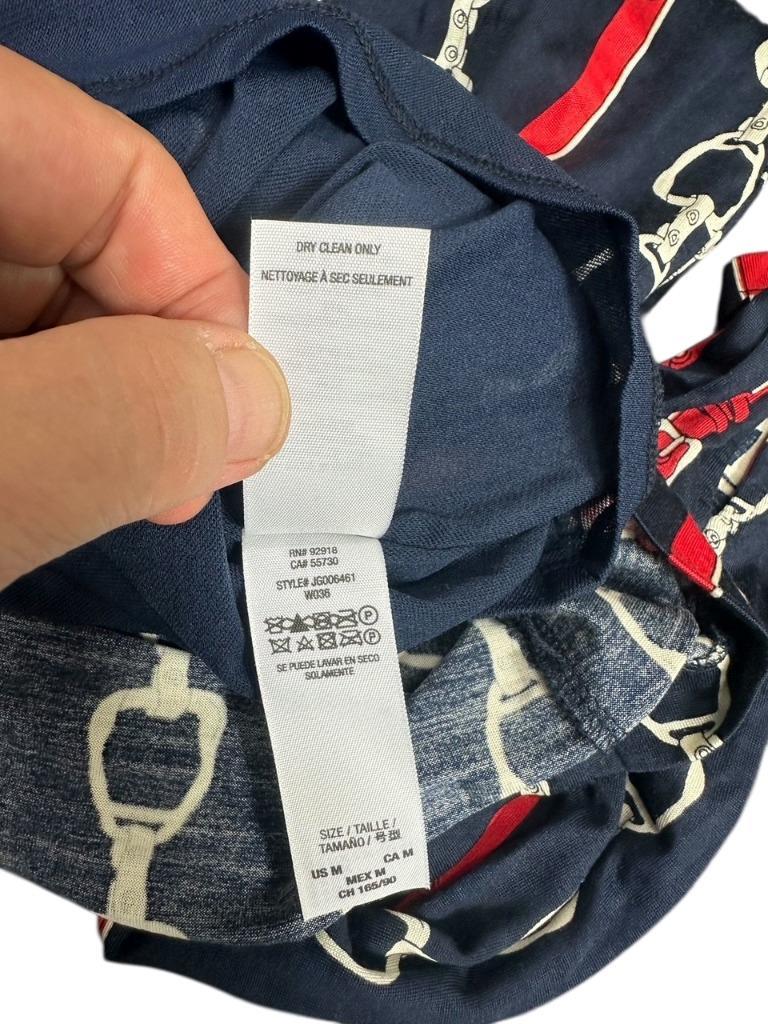 DRY CLEAN ONLY
NETTOYAGE À SEC SEULEMENT
RN# 92918
CA# 55730
STYLE# JG006461
W036
SE PUEDE LAVAR EN SECO
SOLAMENTE
SIZE / TAILLE /
TAMAÑO / 号型
US M CA M
MEX M
CH 165/90